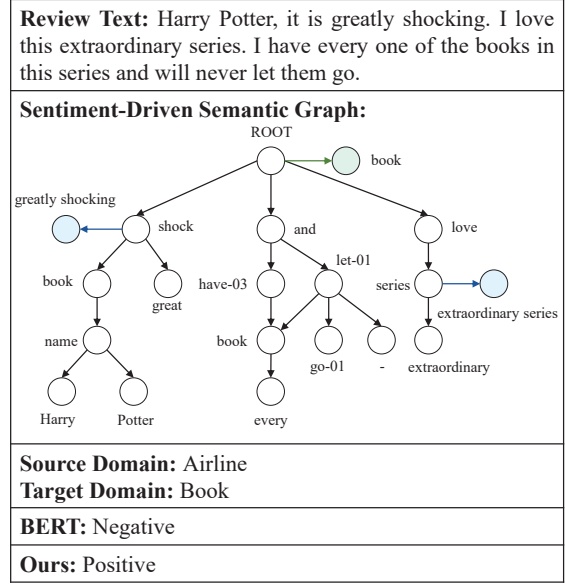 Review Text: Harry Potter, it is greatly shocking. I love
this extraordinary series. I have every one of the books in
this series and will never let them go.
Sentiment-Driven Semantic Graph:
ROOT
book
greatly shocking
shock
and
love
let-01
book
great
have-03
series
extraordinary series
name
book
go-01
-
extraordinary
Harry
Potter
every
Source Domain: Airline
Target Domain: Book
BERT: Negative
Ours: Positive